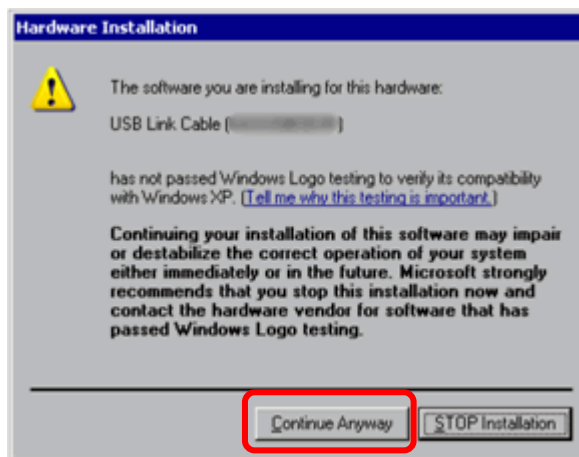 Hardware Installation
The software you are installing for this hardware:
USB Link Cable ( )
has not passed Windows Logo testing to verify its compatibility
with Windows XP. (Tell me why this testing is important.)
Continuing your installation of this software may impair
or destabilize the correct operation of your system
either immediately or in the future. Microsoft strongly
recommends that you stop this installation now and
contact the hardware vendor for software that has
passed Windows Logo testing.
Continue Anyway STOP Installation